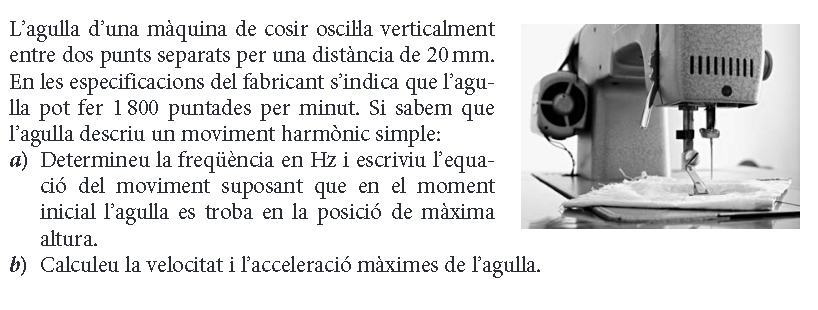 L’agulla d’una màquina de cosir oscil·la verticalment
entre dos punts separats per una distància de 20 mm.
En les especificacions del fabricant s’indica que l’agu-
lla pot fer 1 800 puntades per minut. Si sabem que
l’agulla descriu un moviment harmònic simple:
a) Determineu la freqüència en Hz i escriviu l’equa-
ció del moviment suposant que en el moment
inicial l’agulla es troba en la posició de màxima
altura.
b) Calculeu la velocitat i l’acceleració màximes de l’agulla.